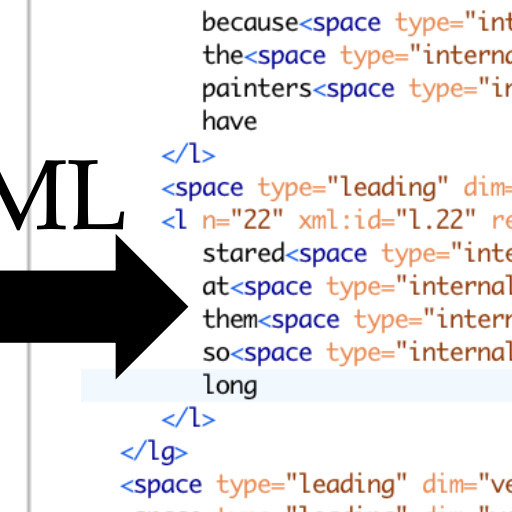 because<space type="int
the<space type="interna
painters<space type="in
have
</l>
ML
<space type="leading" dim=
<l n="22" xml:id="l.22" re
stared<space type="inte
at<space type="internal
them<space type="intern
so<space type="internal
long
</l>
</lg>
<space type="leading" dim="ve